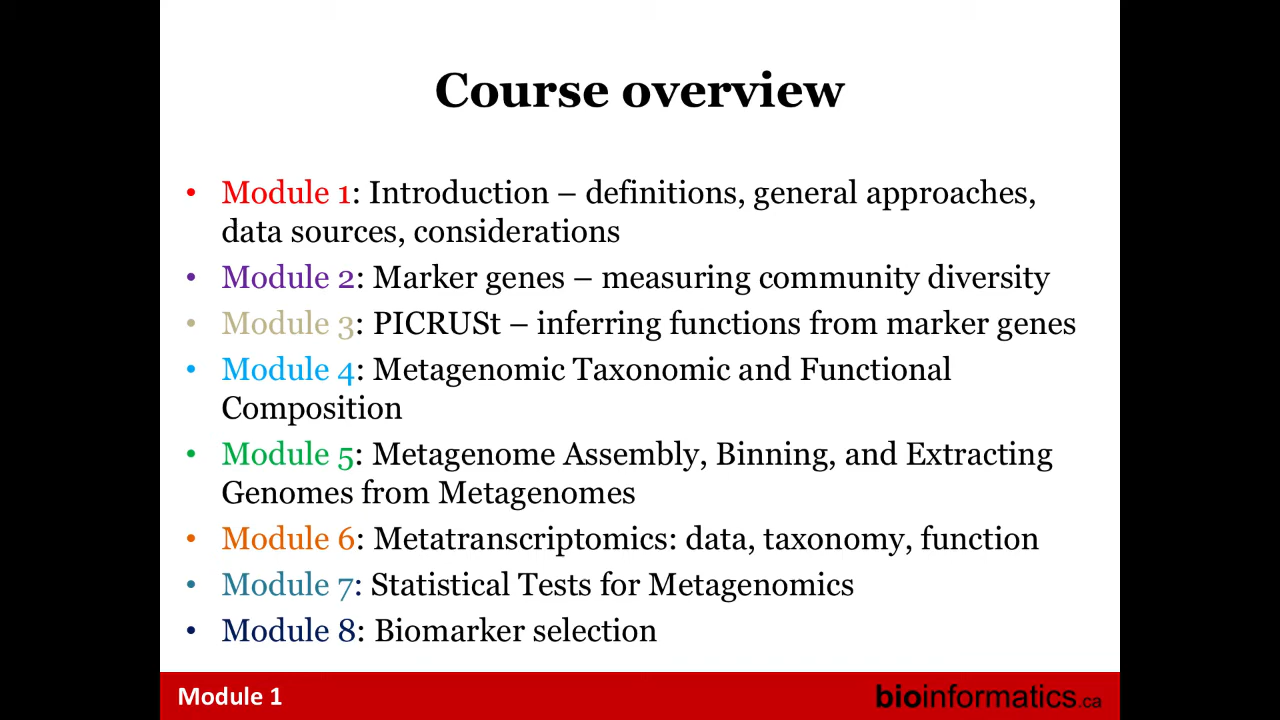 Course overview
• Module 1: Introduction – definitions, general approaches,
data sources, considerations
• Module 2: Marker genes – measuring community diversity
• Module 3: PICRUSt – inferring functions from marker genes
• Module 4: Metagenomic Taxonomic and Functional
Composition
• Module 5: Metagenome Assembly, Binning, and Extracting
Genomes from Metagenomes
• Module 6: Metatranscriptomics: data, taxonomy, function
• Module 7: Statistical Tests for Metagenomics
• Module 8: Biomarker selection
Module 1
bioinformatics.ca